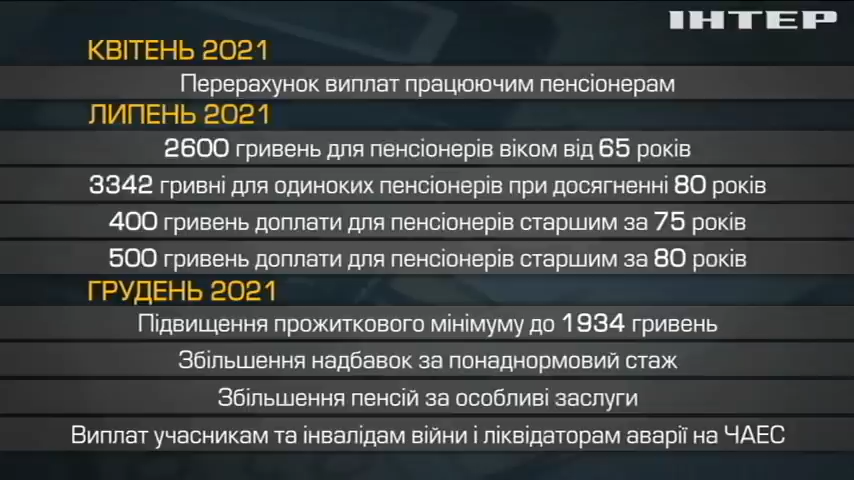 ІНТЕР
КВІТЕНЬ 2021
Перерахунок виплат працюючим пенсіонерам
ЛИПЕНЬ 2021
2600 гривень для пенсіонерів віком від 65 років
3342 гривні для одиноких пенсіонерів при досягненні 80 років
400 гривень доплати для пенсіонерів старшим за 75 років
500 гривень доплати для пенсіонерів старшим за 80 років
ГРУДЕНЬ 2021
Підвищення прожиткового мінімуму до 1934 гривень
Збільшення надбавок за понаднормовий стаж
Збільшення пенсій за особливі заслуги
Виплат учасникам та інвалідам війни і ліквідаторам аварії на ЧАЕС